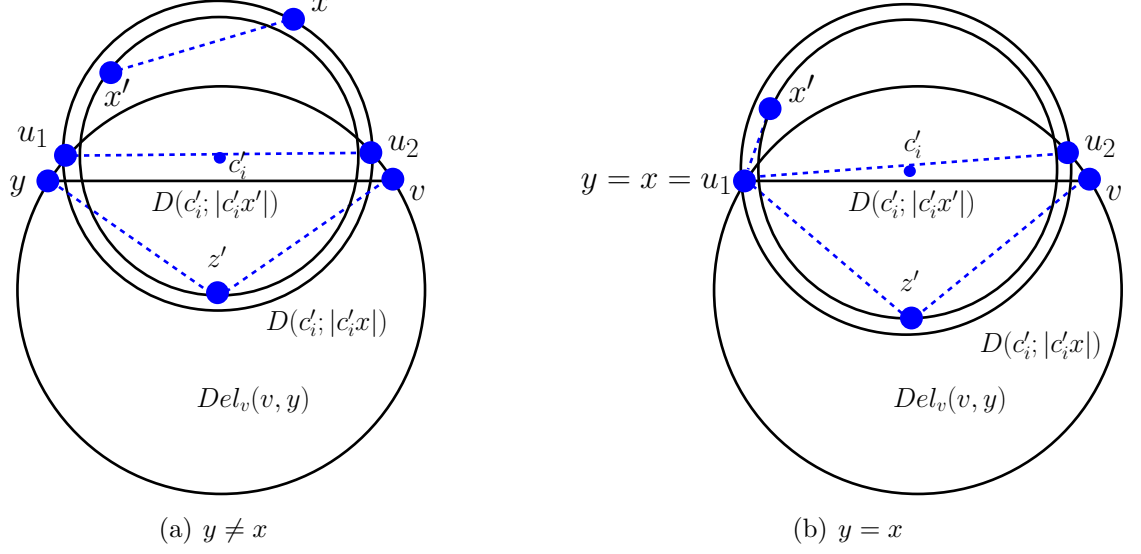 x
x′
u₁
u₂
c′ᵢ
y
v
D(c′ᵢ; |c′ᵢx′|)
z′
D(c′ᵢ; |c′ᵢx|)
Delᵥ(v, y)
(a) y ≠ x
x′
u₂
c′ᵢ
y = x = u₁
v
D(c′ᵢ; |c′ᵢx′|)
z′
D(c′ᵢ; |c′ᵢx|)
Delᵥ(v, y)
(b) y = x